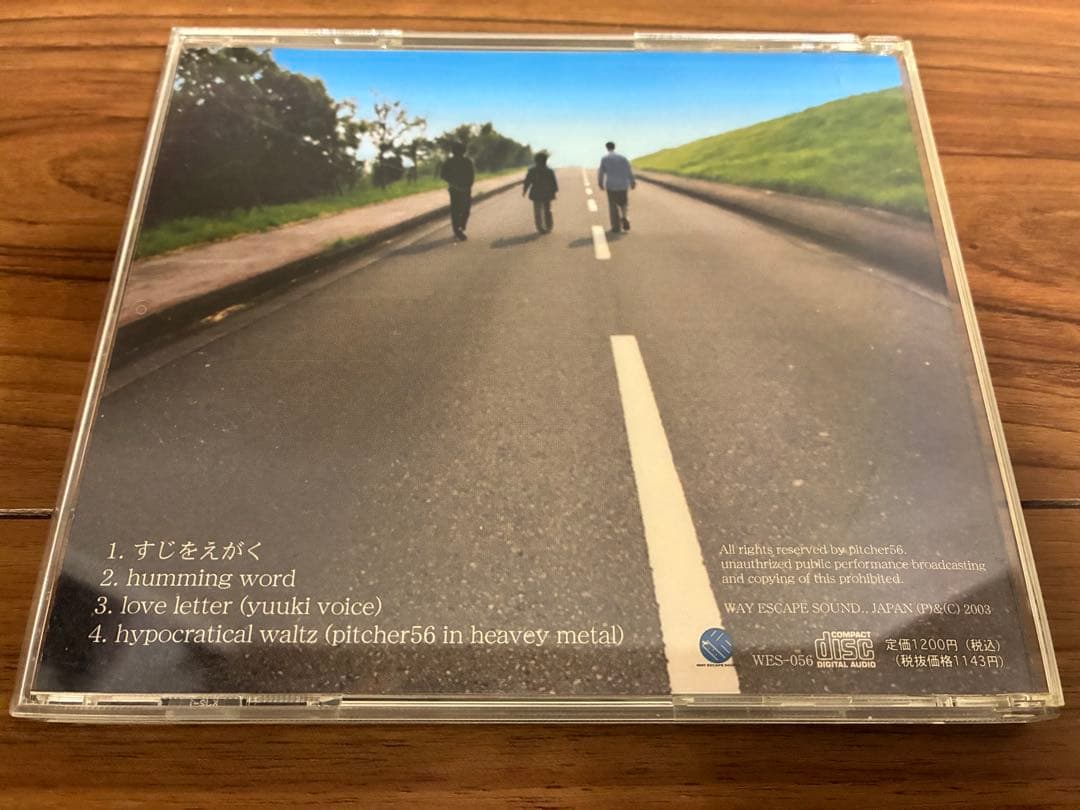 1. すじをえがく
2. humming word
3. love letter (yuuki voice)
4. hypocratical waltz (pitcher56 in heavey metal)
All rights reserved by pitcher56.
unauthrized public performance broadcasting
and copying of this prohibited.
WAY ESCAPE SOUND., JAPAN (P)&(C) 2003
WAY ESCAPE SOUND
WES-056
COMPACT
disc
DIGITAL AUDIO
定価1200円（税込）
（税抜価格1143円）